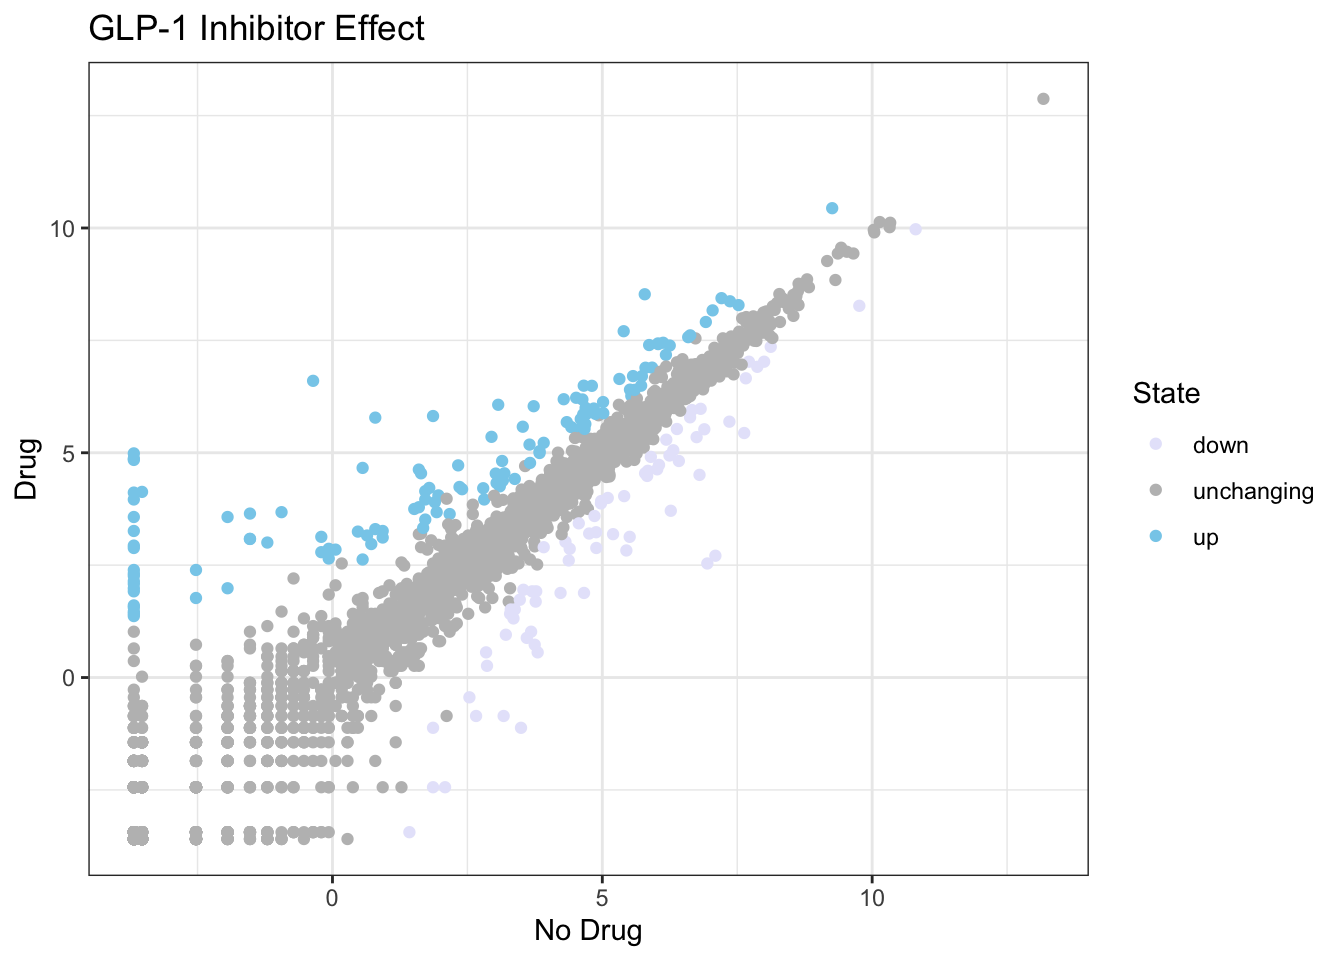 GLP-1 Inhibitor Effect
10
5
0
Drug
0
5
10
No Drug
State
down
unchanging
up